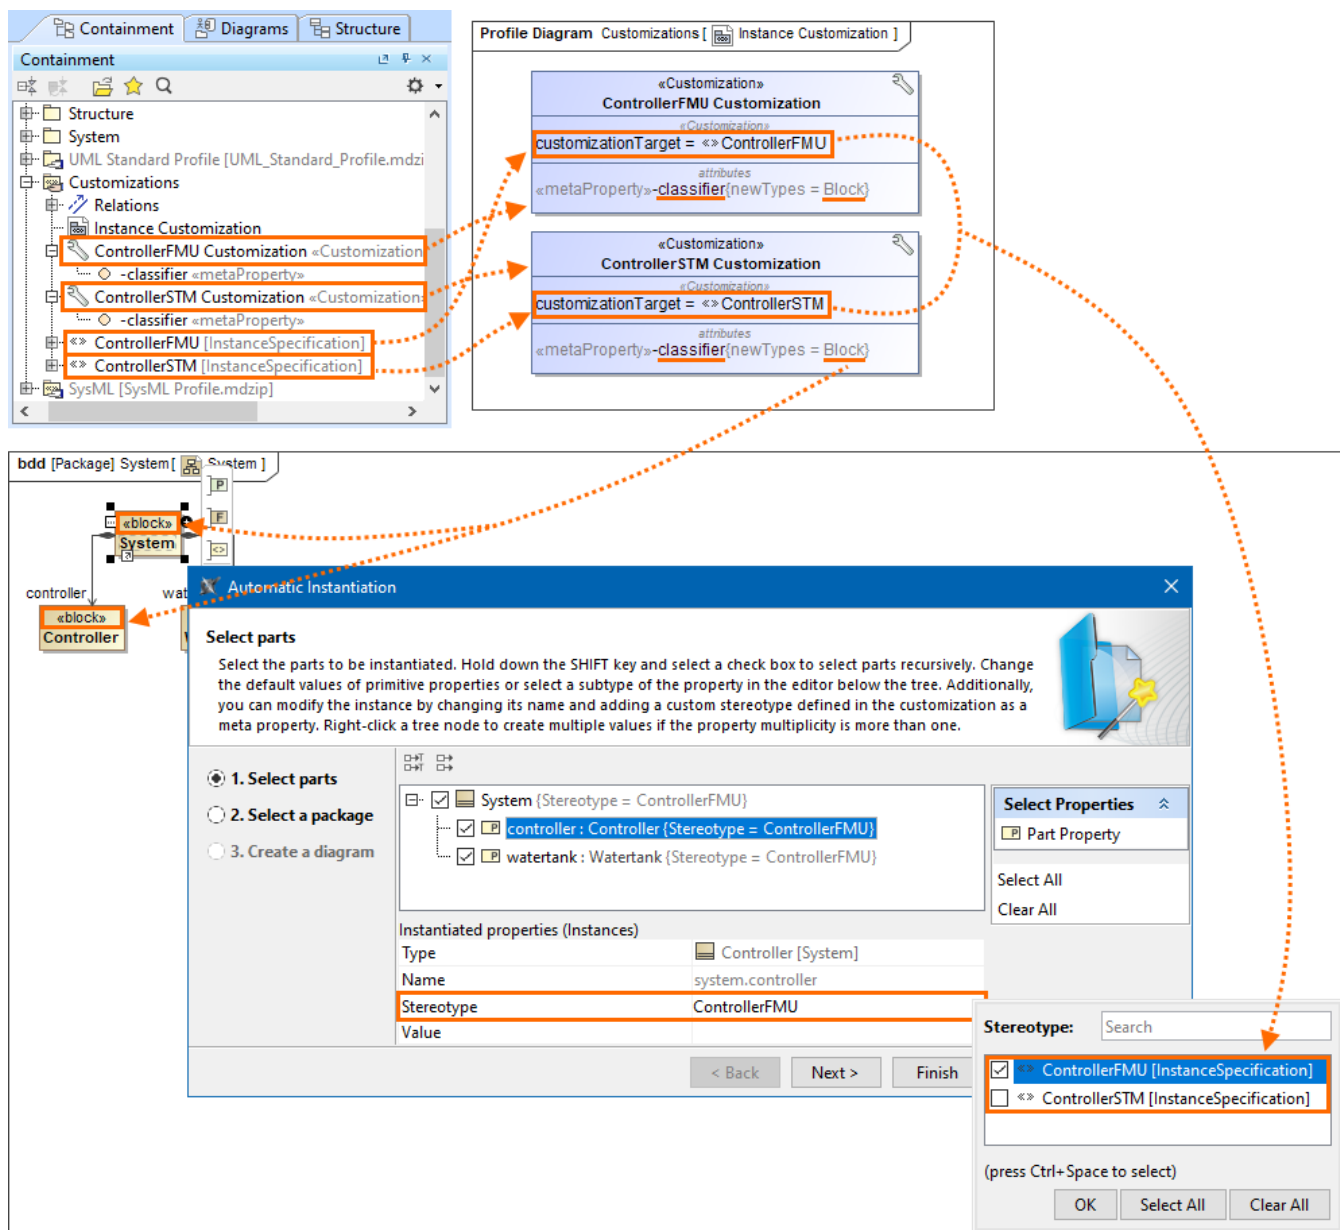 Containment
Diagrams
Structure
Containment
Structure
System
UML Standard Profile [UML_Standard_Profile.mdzi
Customizations
Relations
Instance Customization
ControllerFMU Customization «Customization
-classifier «metaProperty»
ControllerSTM Customization «Customization
-classifier «metaProperty»
ControllerFMU [InstanceSpecification]
ControllerSTM [InstanceSpecification]
SysML [SysML Profile.mdzip]
Profile Diagram Customizations [ Instance Customization ]
«Customization»
ControllerFMU Customization
«Customization»
customizationTarget = «» ControllerFMU
attributes
«metaProperty»-classifier{newTypes = Block}
«Customization»
ControllerSTM Customization
«Customization»
customizationTarget = «» ControllerSTM
attributes
«metaProperty»-classifier{newTypes = Block}
bdd [Package] System [ System ]
P
F
«block»
System
controller
wat
«block»
Controller
Automatic Instantiation
Select parts
Select the parts to be instantiated. Hold down the SHIFT key and select a check box to select parts recursively. Change
the default values of primitive properties or select a subtype of the property in the editor below the tree. Additionally,
you can modify the instance by changing its name and adding a custom stereotype defined in the customization as a
meta property. Right-click a tree node to create multiple values if the property multiplicity is more than one.
1. Select parts
2. Select a package
3. Create a diagram
System {Stereotype = ControllerFMU}
P controller : Controller {Stereotype = ControllerFMU}
P watertank : Watertank {Stereotype = ControllerFMU}
Select Properties
P Part Property
Select All
Clear All
Instantiated properties (Instances)
Type Controller [System]
Name system.controller
Stereotype ControllerFMU
Value
< Back
Next >
Finish
Stereotype:
Search
«» ControllerFMU [InstanceSpecification]
«» ControllerSTM [InstanceSpecification]
(press Ctrl+Space to select)
OK
Select All
Clear All